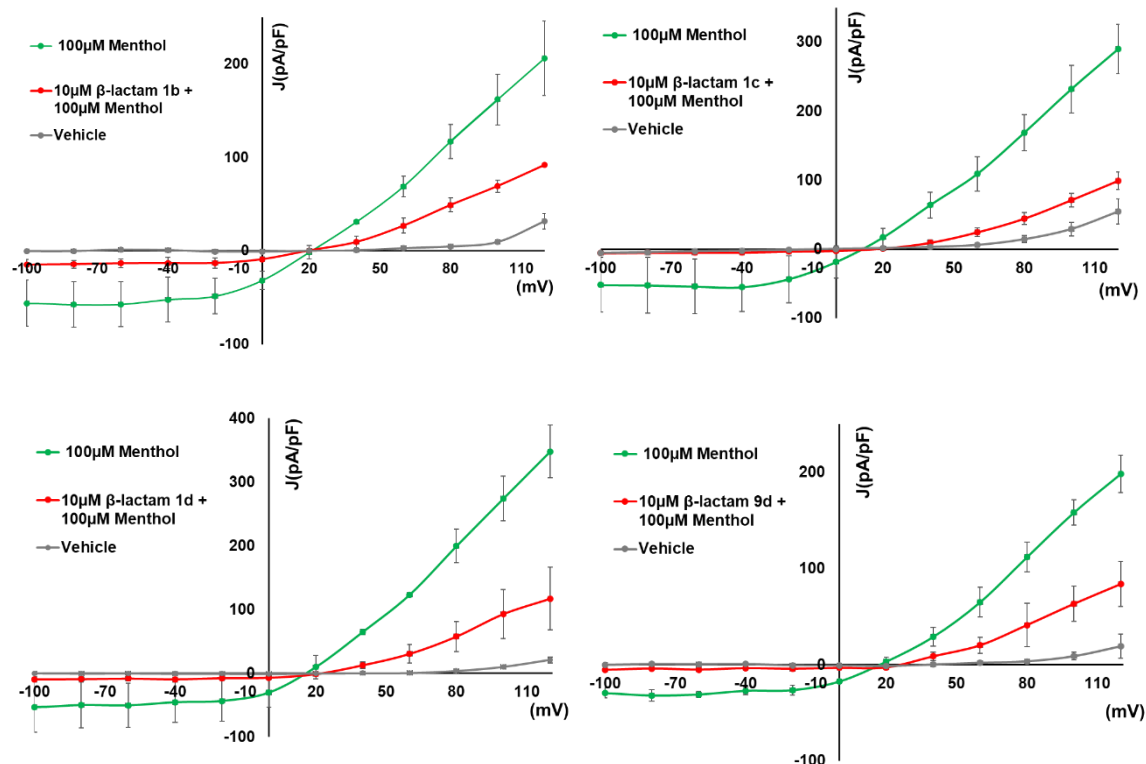 J(pA/pF)
200
100
0
-100
100µM Menthol
10µM β-lactam 1b +
100µM Menthol
Vehicle
-100 -70 -40 -10 20 50 80 110
(mV)
J(pA/pF)
300
200
100
0
-100
100µM Menthol
10µM β-lactam 1c +
100µM Menthol
Vehicle
-100 -70 -40 -10 20 50 80 110
(mV)
J(pA/pF)
400
300
200
100
0
-100
100µM Menthol
10µM β-lactam 1d +
100µM Menthol
Vehicle
-100 -70 -40 -10 20 50 80 110
(mV)
J(pA/pF)
200
100
0
-100
100µM Menthol
10µM β-lactam 9d +
100µM Menthol
Vehicle
-100 -70 -40 -10 20 50 80 110
(mV)